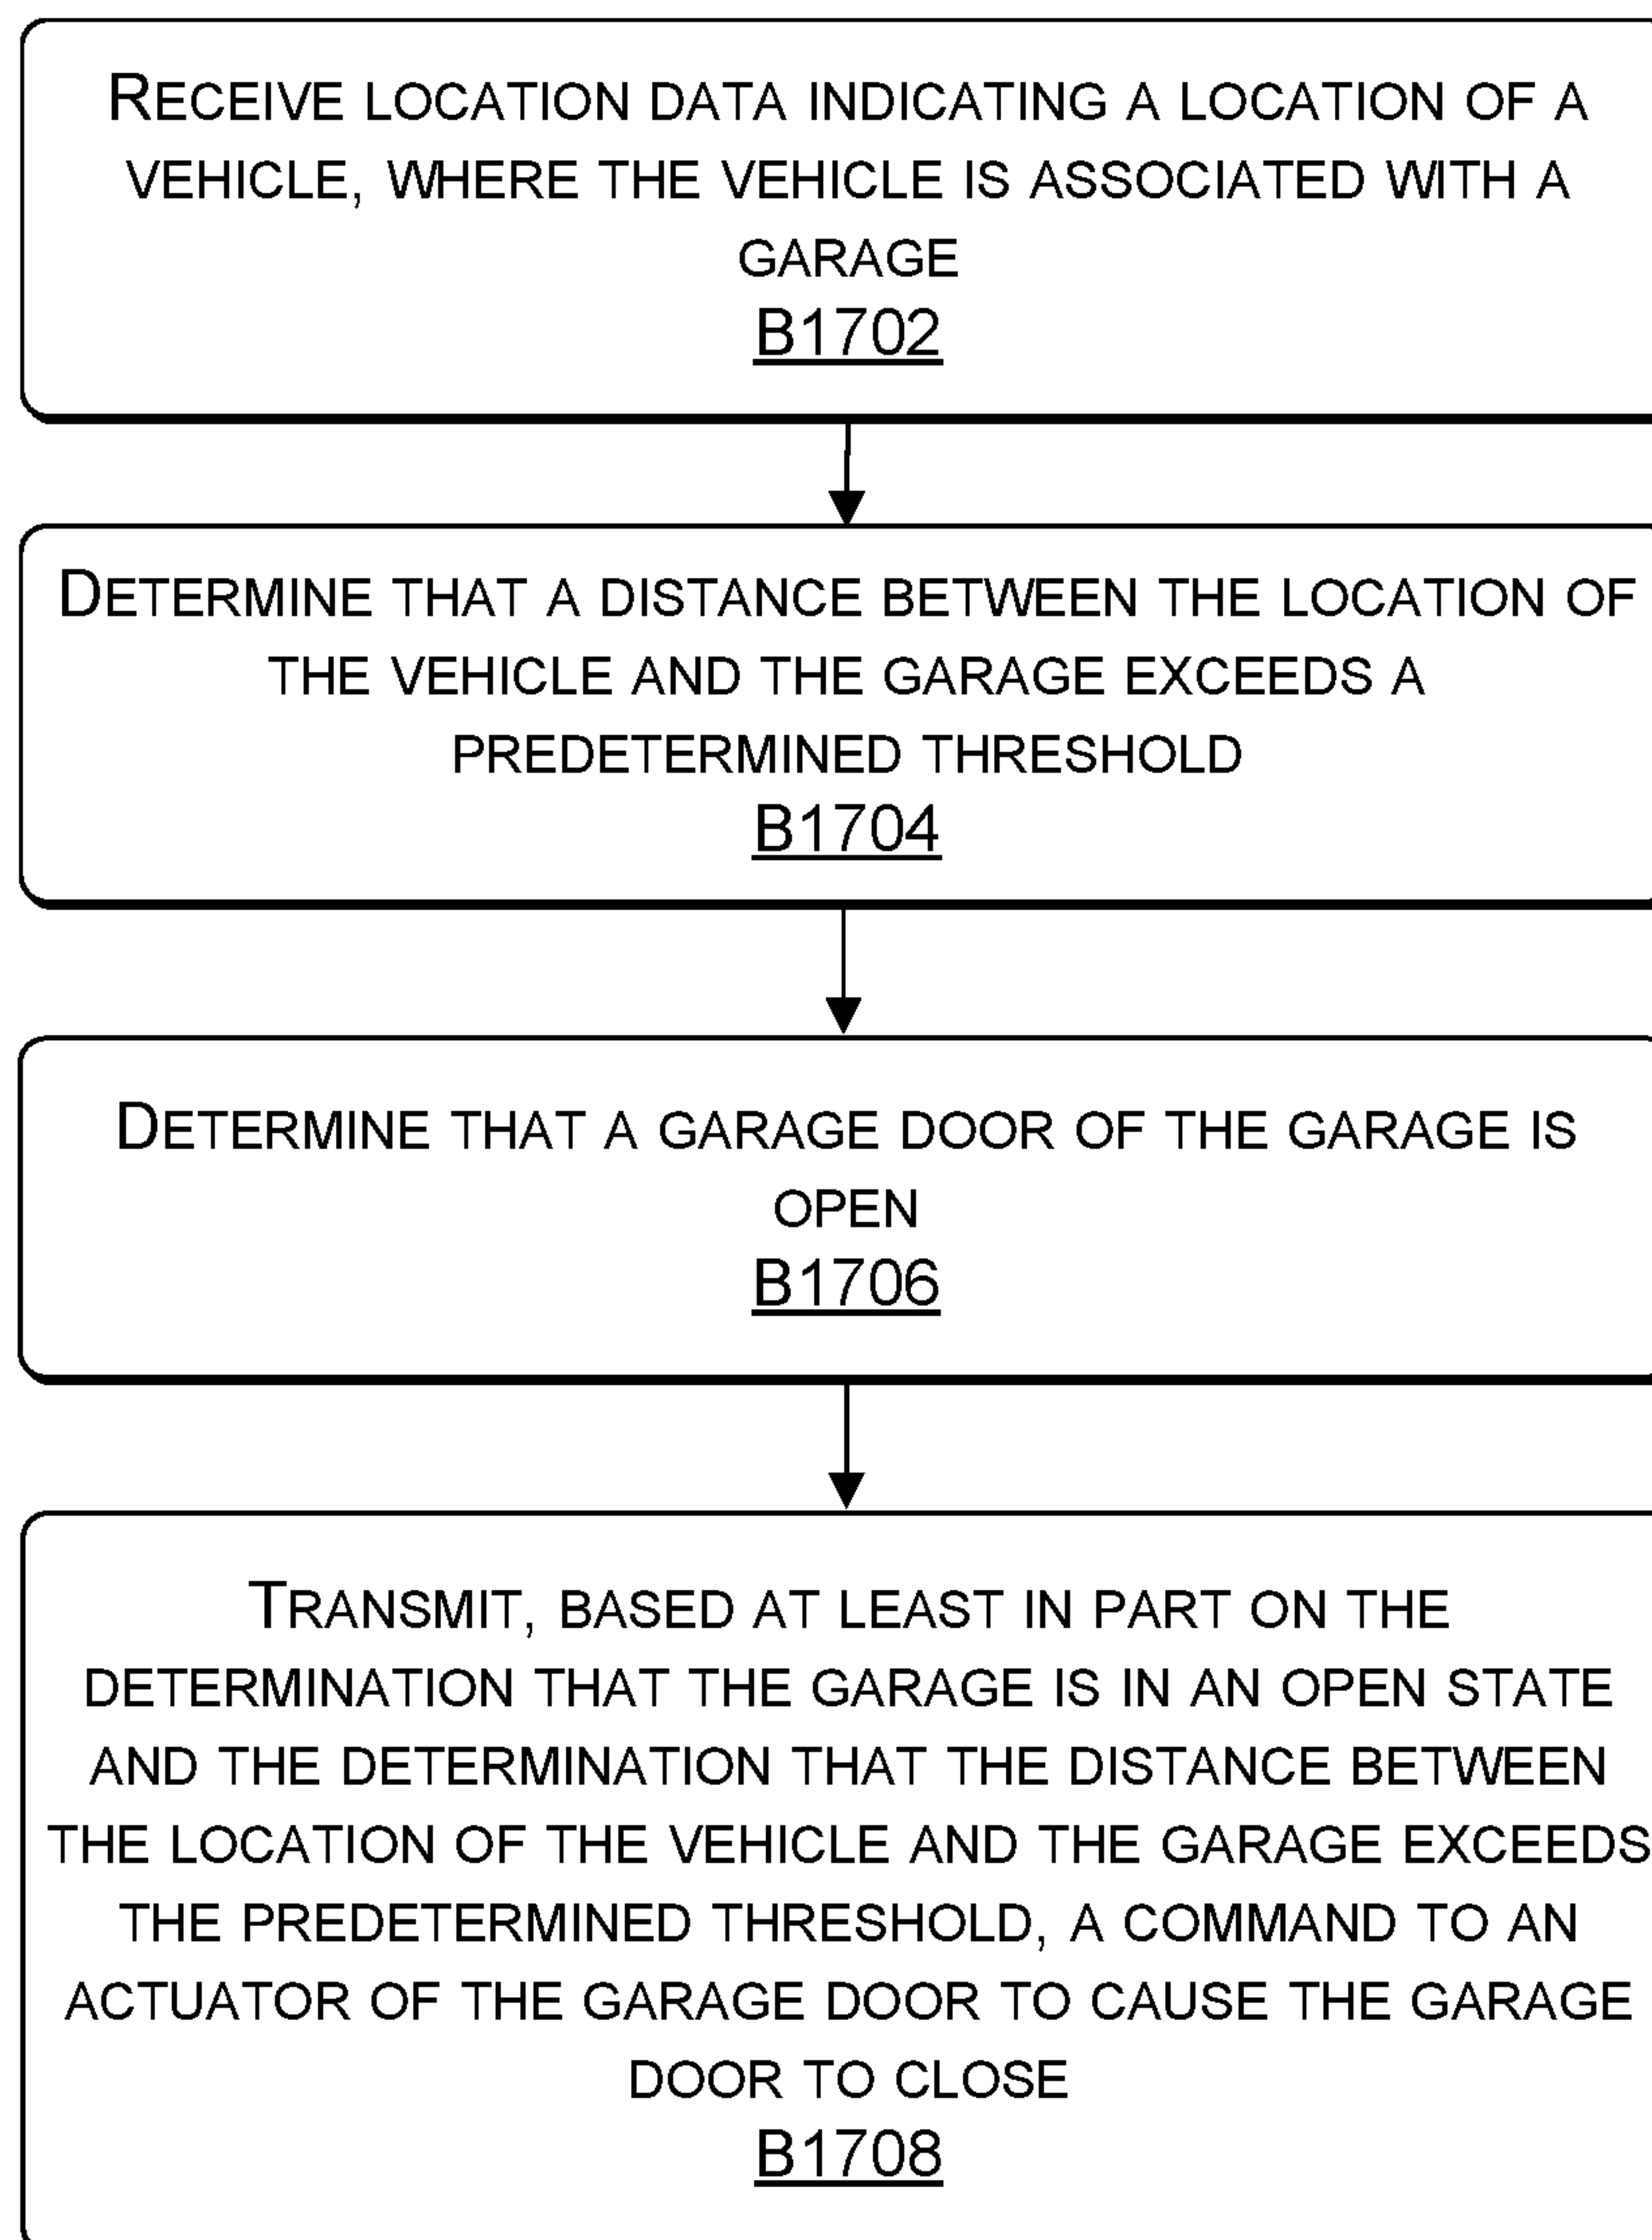 RECEIVE LOCATION DATA INDICATING A LOCATION OF A
VEHICLE, WHERE THE VEHICLE IS ASSOCIATED WITH A
GARAGE
B1702
DETERMINE THAT A DISTANCE BETWEEN THE LOCATION OF
THE VEHICLE AND THE GARAGE EXCEEDS A
PREDETERMINED THRESHOLD
B1704
DETERMINE THAT A GARAGE DOOR OF THE GARAGE IS
OPEN
B1706
TRANSMIT, BASED AT LEAST IN PART ON THE
DETERMINATION THAT THE GARAGE IS IN AN OPEN STATE
AND THE DETERMINATION THAT THE DISTANCE BETWEEN
THE LOCATION OF THE VEHICLE AND THE GARAGE EXCEEDS
THE PREDETERMINED THRESHOLD, A COMMAND TO AN
ACTUATOR OF THE GARAGE DOOR TO CAUSE THE GARAGE
DOOR TO CLOSE
B1708